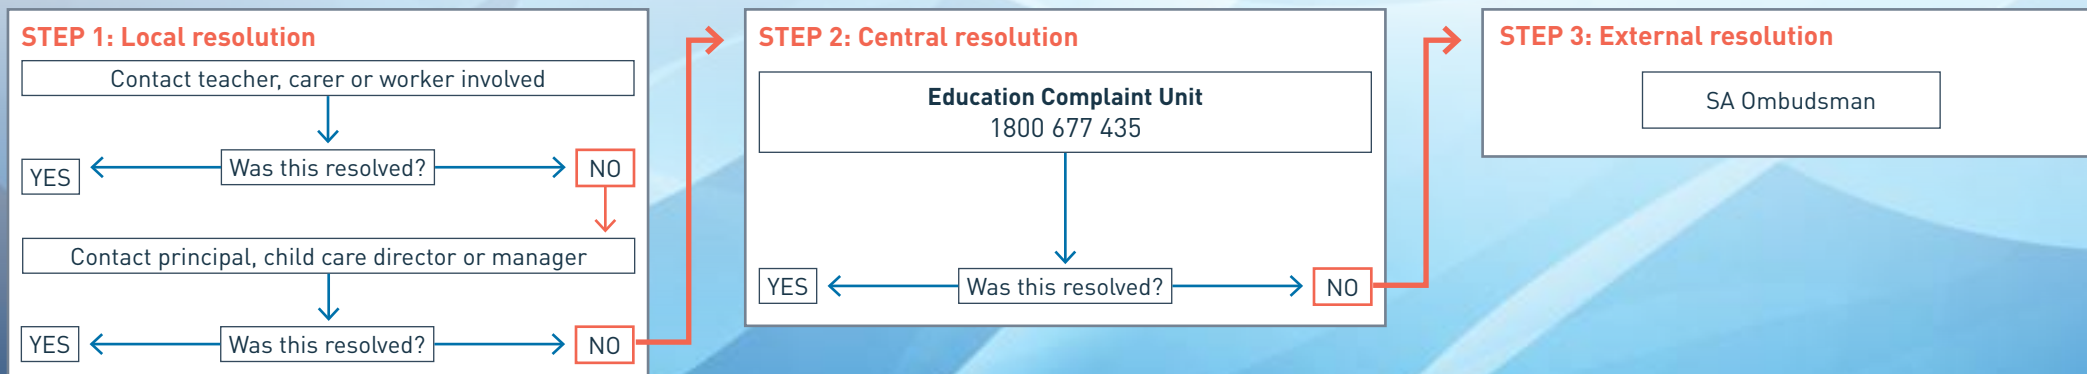 STEP 1: Local resolution
Contact teacher, carer or worker involved
YES
Was this resolved?
NO
Contact principal, child care director or manager
YES
Was this resolved?
NO
STEP 2: Central resolution
Education Complaint Unit
1800 677 435
YES
Was this resolved?
NO
STEP 3: External resolution
SA Ombudsman